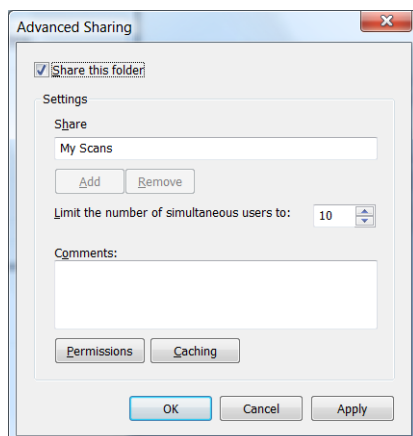 Advanced Sharing
Share this folder
Settings
Share
My Scans
Add Remove
Limit the number of simultaneous users to: 10
Comments:
Permissions Caching
OK Cancel Apply